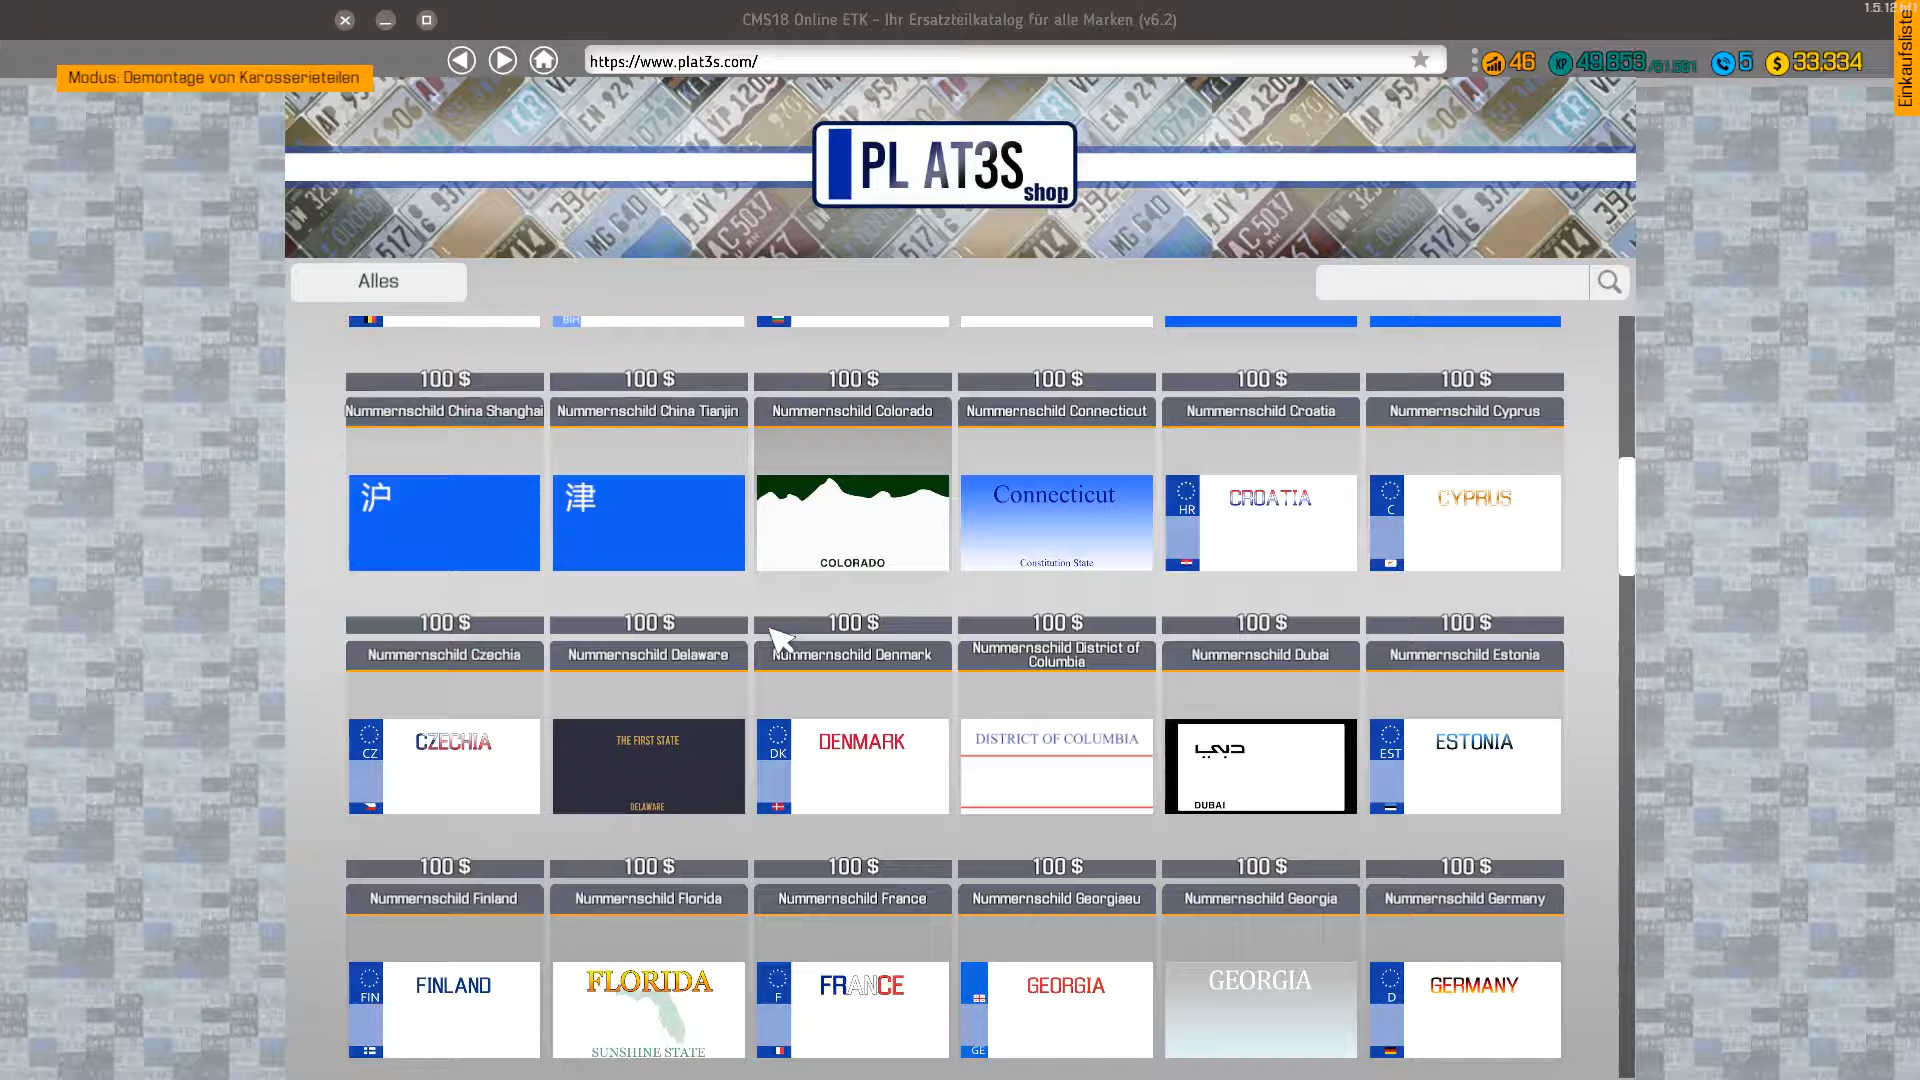 CMS18 Online ETK - Ihr Ersatzteilkatalog für alle Marken (v6.2)
Einkaufsliste
https://www.plat3s.com/
46
XP
5
$
33,334
Modus: Demontage von Karosserieteilen
PL AT3S
shop
Alles
BIH
100 $
100 $
100 $
100 $
100 $
100 $
Nummernschild China Shanghai
Nummernschild China Tianjin
Nummernschild Colorado
Nummernschild Connecticut
Nummernschild Croatia
Nummernschild Cyprus
沪
津
COLORADO
Connecticut
Constitution State
HR
CROATIA
C
CYPRUS
100 $
100 $
100 $
100 $
100 $
100 $
Nummernschild Czechia
Nummernschild Delaware
Nummernschild Denmark
Nummernschild District of
Columbia
Nummernschild Dubai
Nummernschild Estonia
CZ
CZECHIA
THE FIRST STATE
DELAWARE
DK
DENMARK
DISTRICT OF COLUMBIA
دبي
DUBAI
EST
ESTONIA
100 $
100 $
100 $
100 $
100 $
100 $
Nummernschild Finland
Nummernschild Florida
Nummernschild France
Nummernschild Georgiaeu
Nummernschild Georgia
Nummernschild Germany
FIN
FINLAND
FLORIDA
SUNSHINE STATE
F
FRANCE
GEORGIA
GE
GEORGIA
D
GERMANY